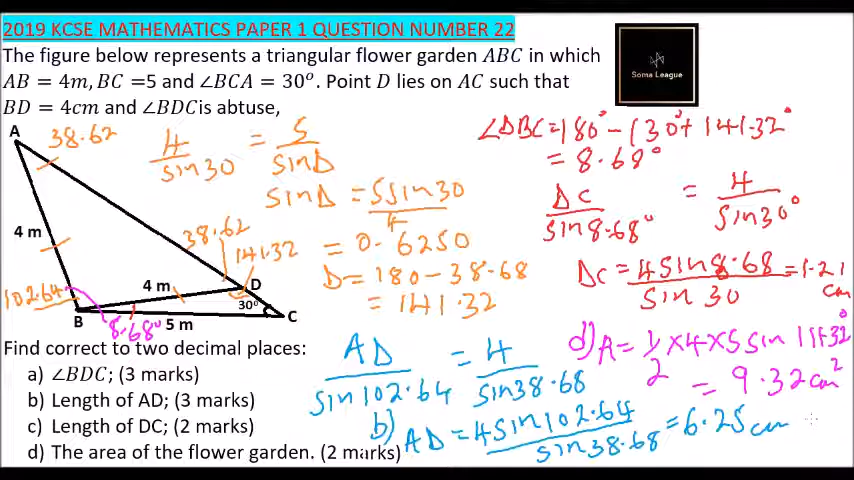 2019 KCSE MATHEMATICS PAPER 1 QUESTION NUMBER 22
The figure below represents a triangular flower garden ABC in which
AB = 4m, BC =5 and ∠BCA = 30°. Point D lies on AC such that
BD = 4cm and ∠BDC is abtuse,
Soma League
A
38.62
4/sin30 = 5/sinD
sinD = 5sin30/4
= 0.6250
D = 180 - 38.68
= 141.32
∠DBC = 180° - (30° + 141.32°
= 8.68°
DC/sin8.68° = 4/sin30°
DC = 4sin8.68/sin30 = 1.21
cm
4 m
38.62
141.32
4 m
D
102.64
30°
B
8.68°
5 m
C
Find correct to two decimal places:
a) ∠BDC; (3 marks)
b) Length of AD; (3 marks)
c) Length of DC; (2 marks)
d) The area of the flower garden. (2 marks)
AD/sin102.64 = 4/sin38.68
b) AD = 4sin102.64/sin38.68 = 6.25cm
d) A = 1/2 ×4×5 sin 111.32°
= 9.32cm²